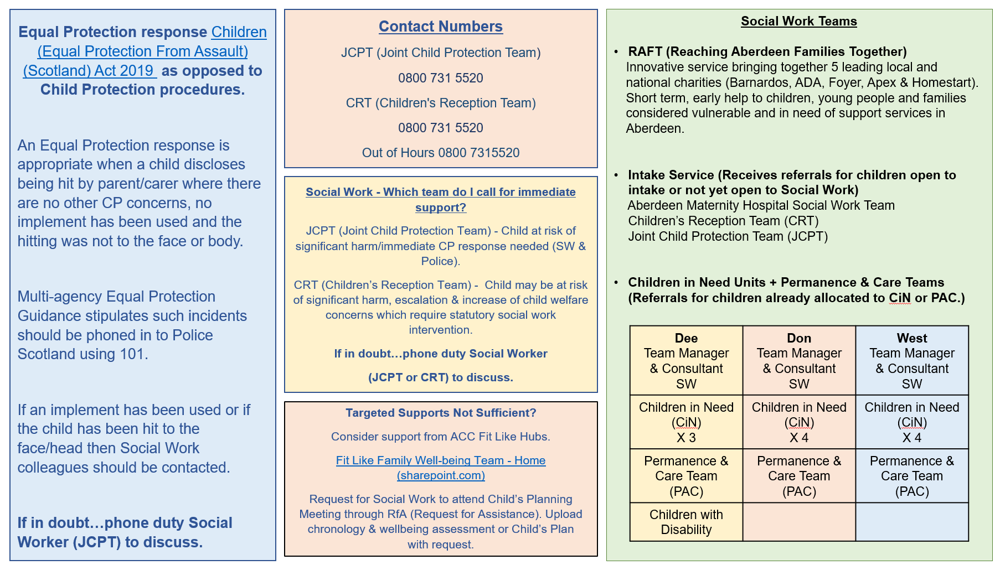 Equal Protection response Children
(Equal Protection From Assault)
(Scotland) Act 2019  as opposed to
Child Protection procedures.
An Equal Protection response is
appropriate when a child discloses
being hit by parent/carer where there
are no other CP concerns, no
implement has been used and the
hitting was not to the face or body.
Multi-agency Equal Protection
Guidance stipulates such incidents
should be phoned in to Police
Scotland using 101.
If an implement has been used or if
the child has been hit to the
face/head then Social Work
colleagues should be contacted.
If in doubt…phone duty Social
Worker (JCPT) to discuss.
Contact Numbers
JCPT (Joint Child Protection Team)
0800 731 5520
CRT (Children's Reception Team)
0800 731 5520
Out of Hours 0800 7315520
Social Work - Which team do I call for immediate
support?
JCPT (Joint Child Protection Team) - Child at risk of
significant harm/immediate CP response needed (SW &
Police).
CRT (Children’s Reception Team) -  Child may be at risk
of significant harm, escalation & increase of child welfare
concerns which require statutory social work
intervention.
If in doubt…phone duty Social Worker
(JCPT or CRT) to discuss.
Targeted Supports Not Sufficient?
Consider support from ACC Fit Like Hubs.
Fit Like Family Well-being Team - Home
(sharepoint.com)
Request for Social Work to attend Child’s Planning
Meeting through RfA (Request for Assistance). Upload
chronology & wellbeing assessment or Child’s Plan
with request.
Social Work Teams
• RAFT (Reaching Aberdeen Families Together)
Innovative service bringing together 5 leading local and
national charities (Barnardos, ADA, Foyer, Apex & Homestart).
Short term, early help to children, young people and families
considered vulnerable and in need of support services in
Aberdeen.
• Intake Service (Receives referrals for children open to
intake or not yet open to Social Work)
Aberdeen Maternity Hospital Social Work Team
Children’s Reception Team (CRT)
Joint Child Protection Team (JCPT)
• Children in Need Units + Permanence & Care Teams
(Referrals for children already allocated to CiN or PAC.)
Dee
Team Manager
& Consultant
SW
Don
Team Manager
& Consultant
SW
West
Team Manager
& Consultant
SW
Children in Need
(CiN)
X 3
Children in Need
(CiN)
X 4
Children in Need
(CiN)
X 4
Permanence &
Care Team
(PAC)
Permanence &
Care Team
(PAC)
Permanence &
Care Team
(PAC)
Children with
Disability